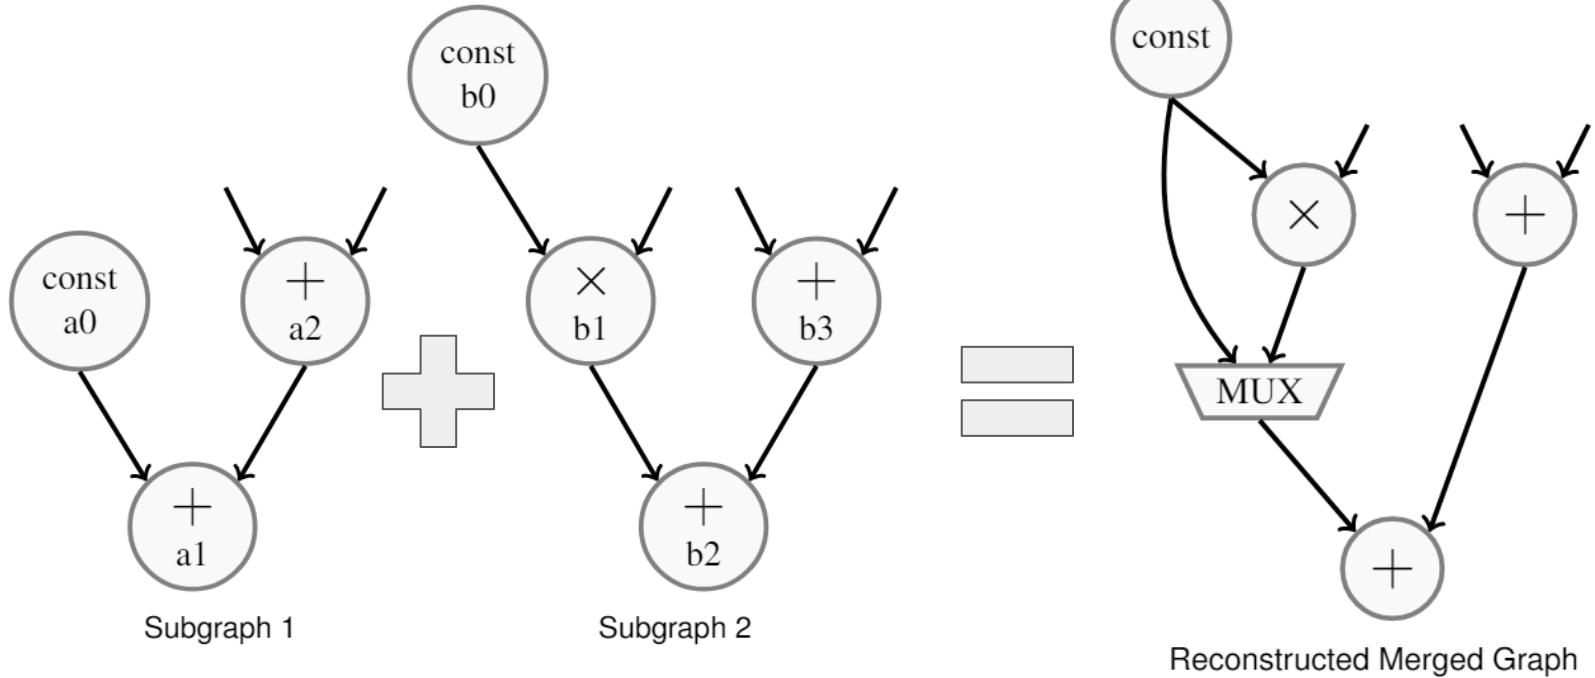 const
b0
const
a0
+
a2
×
b1
+
b3
+
a1
+
b2
Subgraph 1
Subgraph 2
const
×
+
MUX
+
Reconstructed Merged Graph